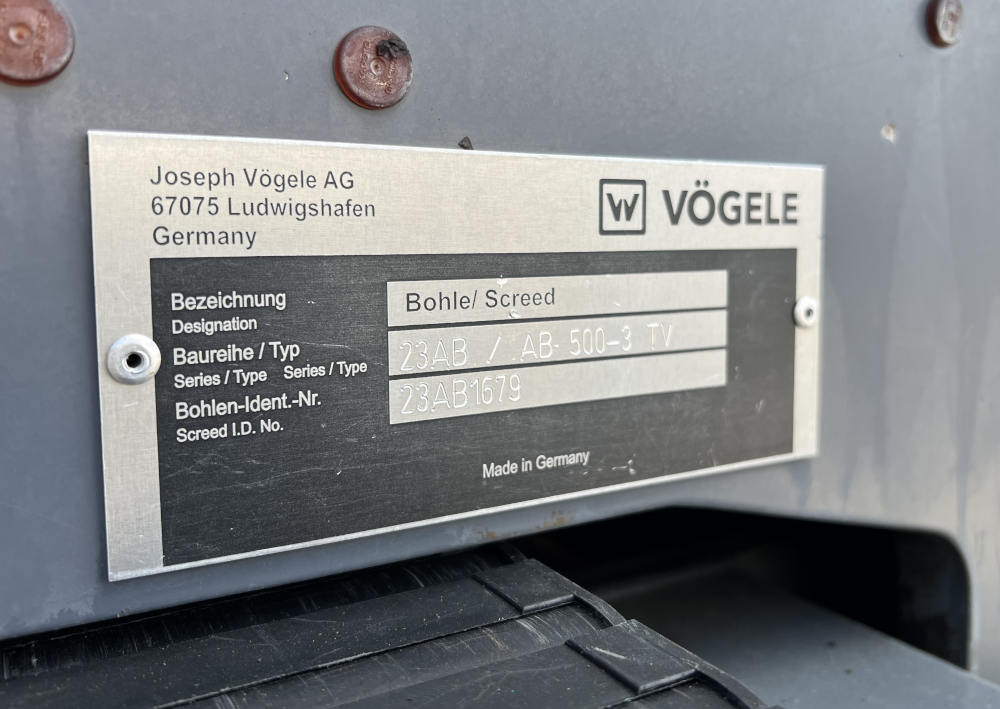 Joseph Vögele AG
67075 Ludwigshafen
Germany
W VÖGELE
Bezeichnung
Designation
Bohle/ Screed
Baureihe / Typ
Series / Type Series / Type
23AB / AB 500-3 TV
Bohlen-Ident.-Nr.
Screed I.D. No.
23AB1679
Made in Germany